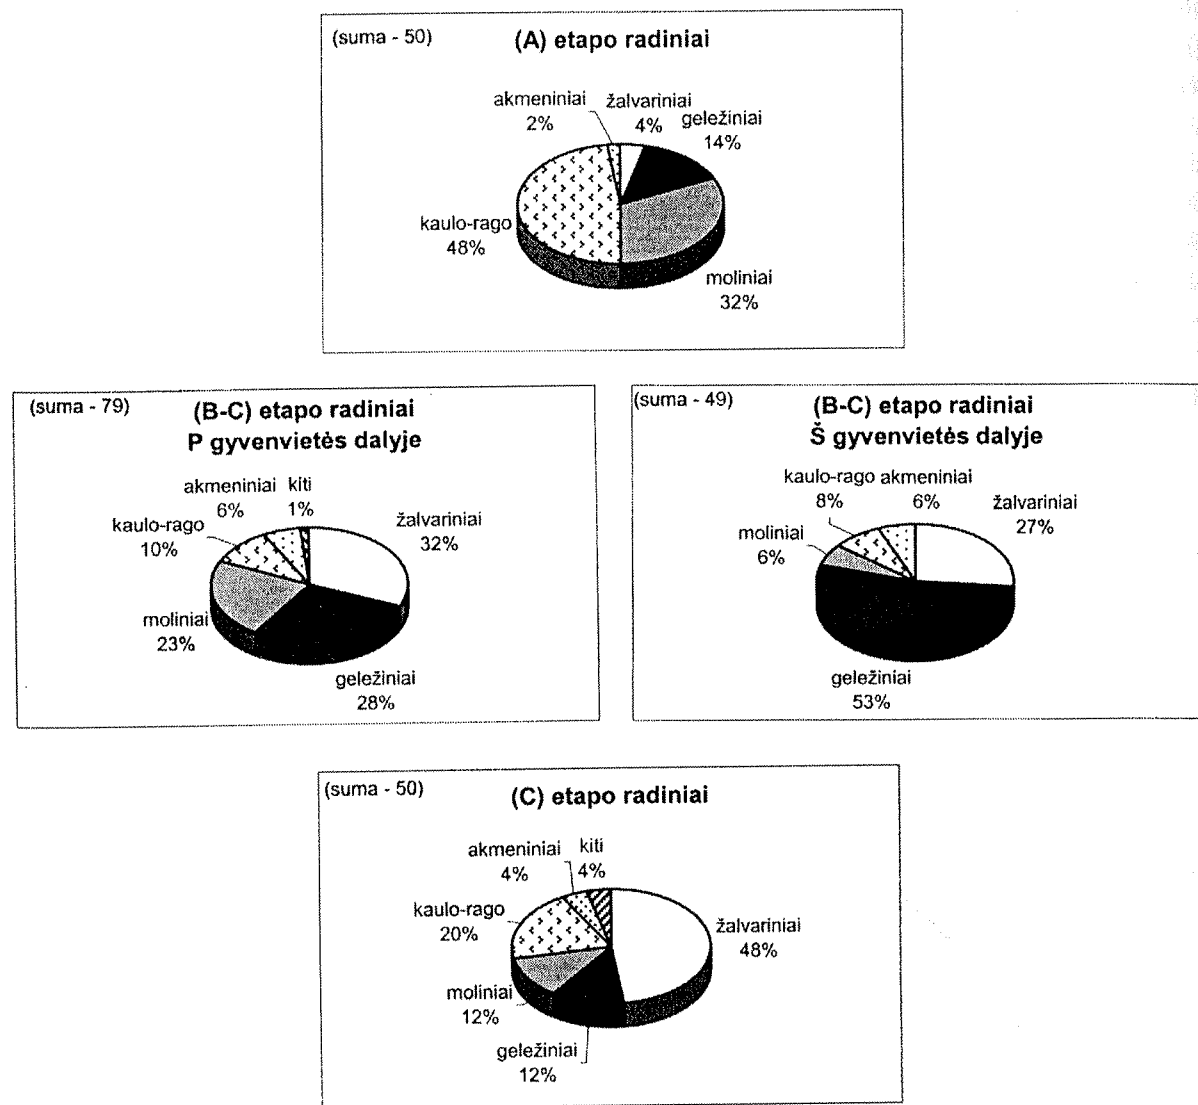 (suma - 50)
(A) etapo radiniai
akmeniniai
2%
žalvariniai
4%
geležiniai
14%
kaulo-rago
48%
moliniai
32%
(suma - 79)
(B-C) etapo radiniai
P gyvenvietės dalyje
akmeniniai
6%
kiti
1%
kaulo-rago
10%
žalvariniai
32%
moliniai
23%
geležiniai
28%
(suma - 49)
(B-C) etapo radiniai
Š gyvenvietės dalyje
kaulo-rago
8%
akmeniniai
6%
žalvariniai
27%
moliniai
6%
geležiniai
53%
(suma - 50)
(C) etapo radiniai
akmeniniai
4%
kiti
4%
kaulo-rago
20%
žalvariniai
48%
moliniai
12%
geležiniai
12%